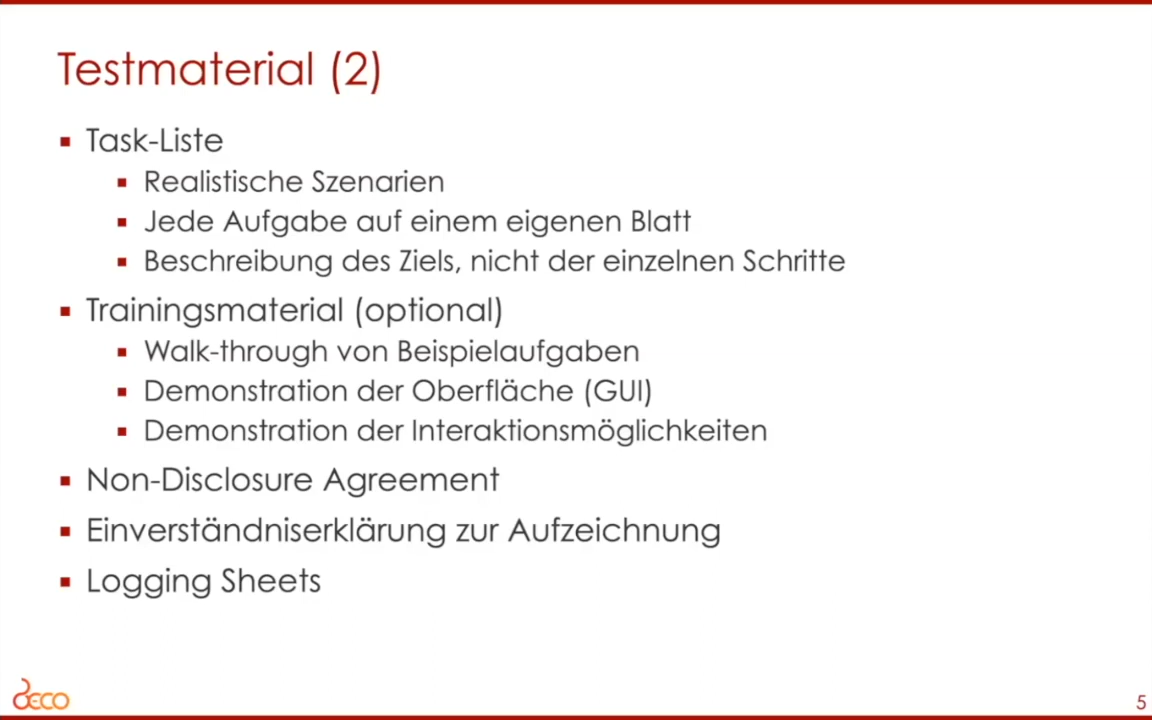 Testmaterial (2)
Task-Liste
Realistische Szenarien
Jede Aufgabe auf einem eigenen Blatt
Beschreibung des Ziels, nicht der einzelnen Schritte
Trainingsmaterial (optional)
Walk-through von Beispielaufgaben
Demonstration der Oberfläche (GUI)
Demonstration der Interaktionsmöglichkeiten
Non-Disclosure Agreement
Einverständniserklärung zur Aufzeichnung
Logging Sheets
DECO
5